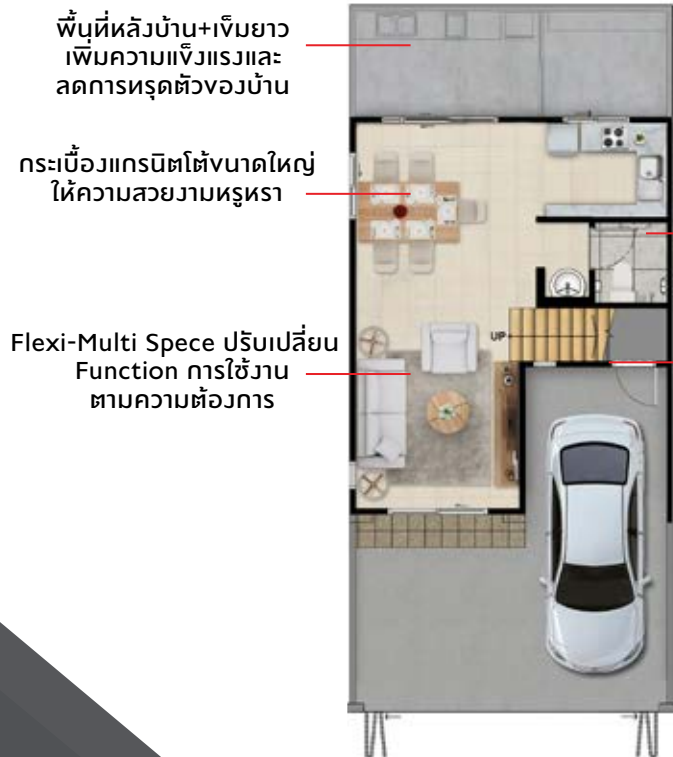 พื้นที่หลังบ้าน+เข็มยาว
เพิ่มความแข็งแรงและ
ลดการทรุดตัวของบ้าน
กระเบื้องแกรนิตโต้ขนาดใหญ่
ให้ความสวยงามหรูหรา
Flexi-Multi Spece ปรับเปลี่ยน
Function การใช้งาน
ตามความต้องการ
UP